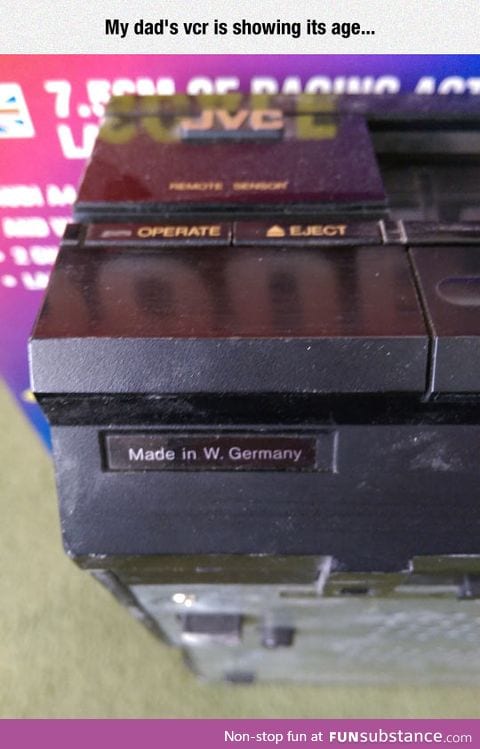 My dad's vcr is showing its age...
JVC
REMOTE SENSOR
OPERATE
EJECT
Made in W. Germany
Non-stop fun at FUNsubstance.com